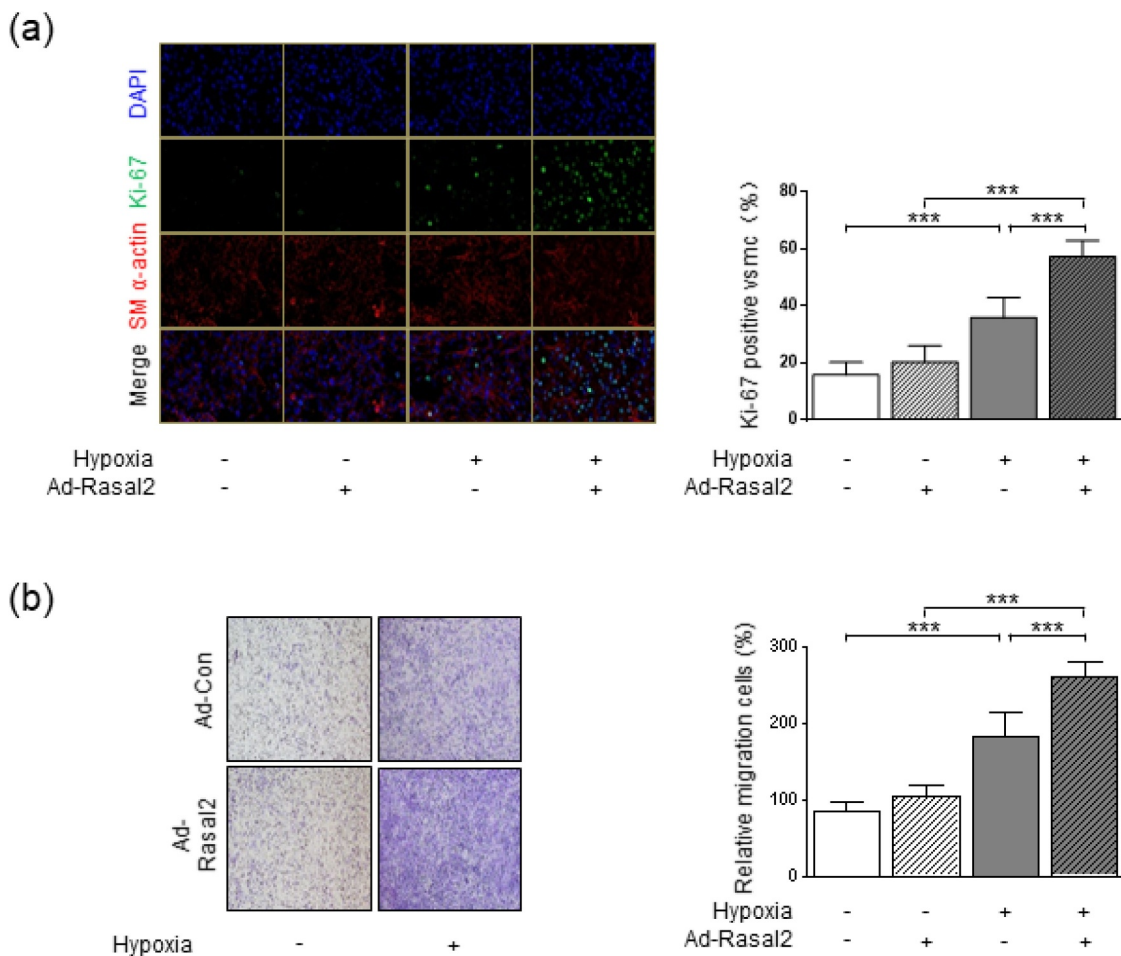 (a)
DAPI
Ki-67
SM α-actin
Merge
Hypoxia - - + +
Ad-Rasal2 - + - +
Ki-67 positive vsmc (%)
80
60
40
20
0
***
*** ***
Hypoxia - - + +
Ad-Rasal2 - + - +
(b)
Ad-Con
Ad-
Rasal2
Hypoxia - +
Relative migration cells (%)
300
200
100
0
***
*** ***
Hypoxia - - + +
Ad-Rasal2 - + - +